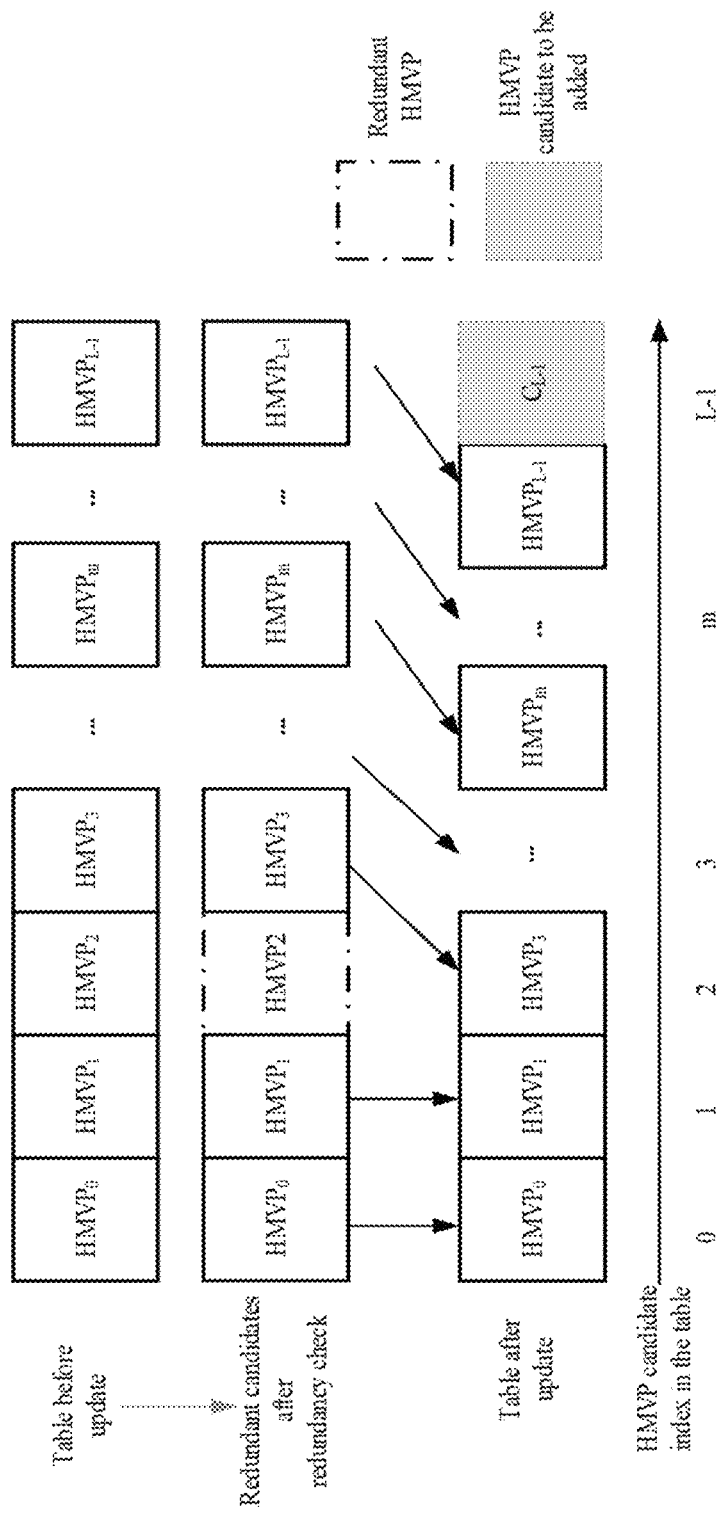 Table before
update
HMVP0
HMVP1
HMVP2
HMVP3
...
HMVPm
...
HMVPL-1
Redundant candidates
after
redundancy check
HMVP0
HMVP1
HMVP2
HMVP3
...
HMVPm
...
HMVPL-1
Table after
update
HMVP0
HMVP1
HMVP3
...
HMVPm
...
HMVPL-1
CL-1
HMVP candidate
index in the table
0
1
2
3
m
L-1
Redundant
HMVP
HMVP
candidate to be
added